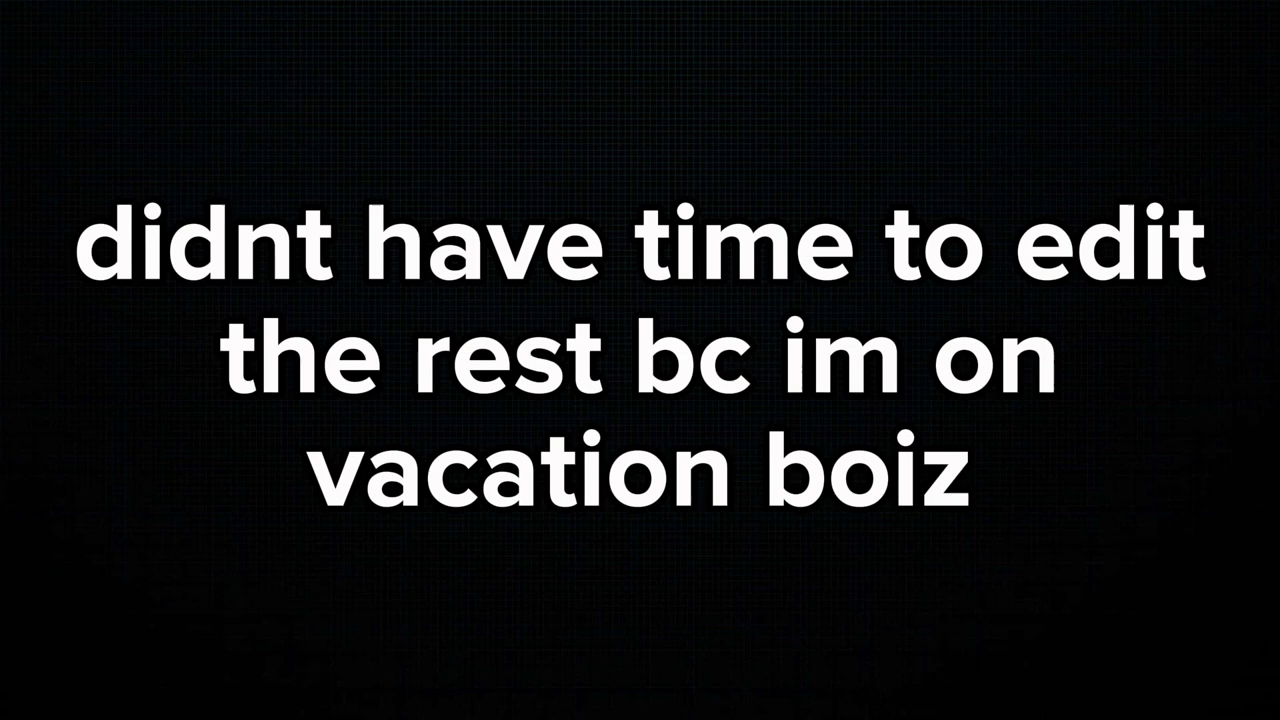 didnt have time to edit
the rest bc im on
vacation boiz